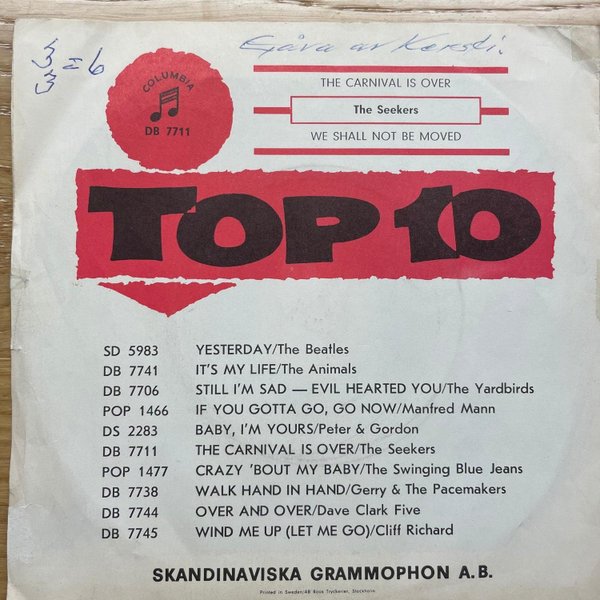 Gåva av Kersti.
3 = 6
3
COLUMBIA
DB 7711
THE CARNIVAL IS OVER
The Seekers
WE SHALL NOT BE MOVED
TOP 10
SD 5983 YESTERDAY/The Beatles
DB 7741 IT'S MY LIFE/The Animals
DB 7706 STILL I'M SAD — EVIL HEARTED YOU/The Yardbirds
POP 1466 IF YOU GOTTA GO, GO NOW/Manfred Mann
DS 2283 BABY, I'M YOURS/Peter & Gordon
DB 7711 THE CARNIVAL IS OVER/The Seekers
POP 1477 CRAZY 'BOUT MY BABY/The Swinging Blue Jeans
DB 7738 WALK HAND IN HAND/Gerry & The Pacemakers
DB 7744 OVER AND OVER/Dave Clark Five
DB 7745 WIND ME UP (LET ME GO)/Cliff Richard
SKANDINAVISKA GRAMMOPHON A.B.
Printed in Sweden/AB Boos Tryckerier, Stockholm.